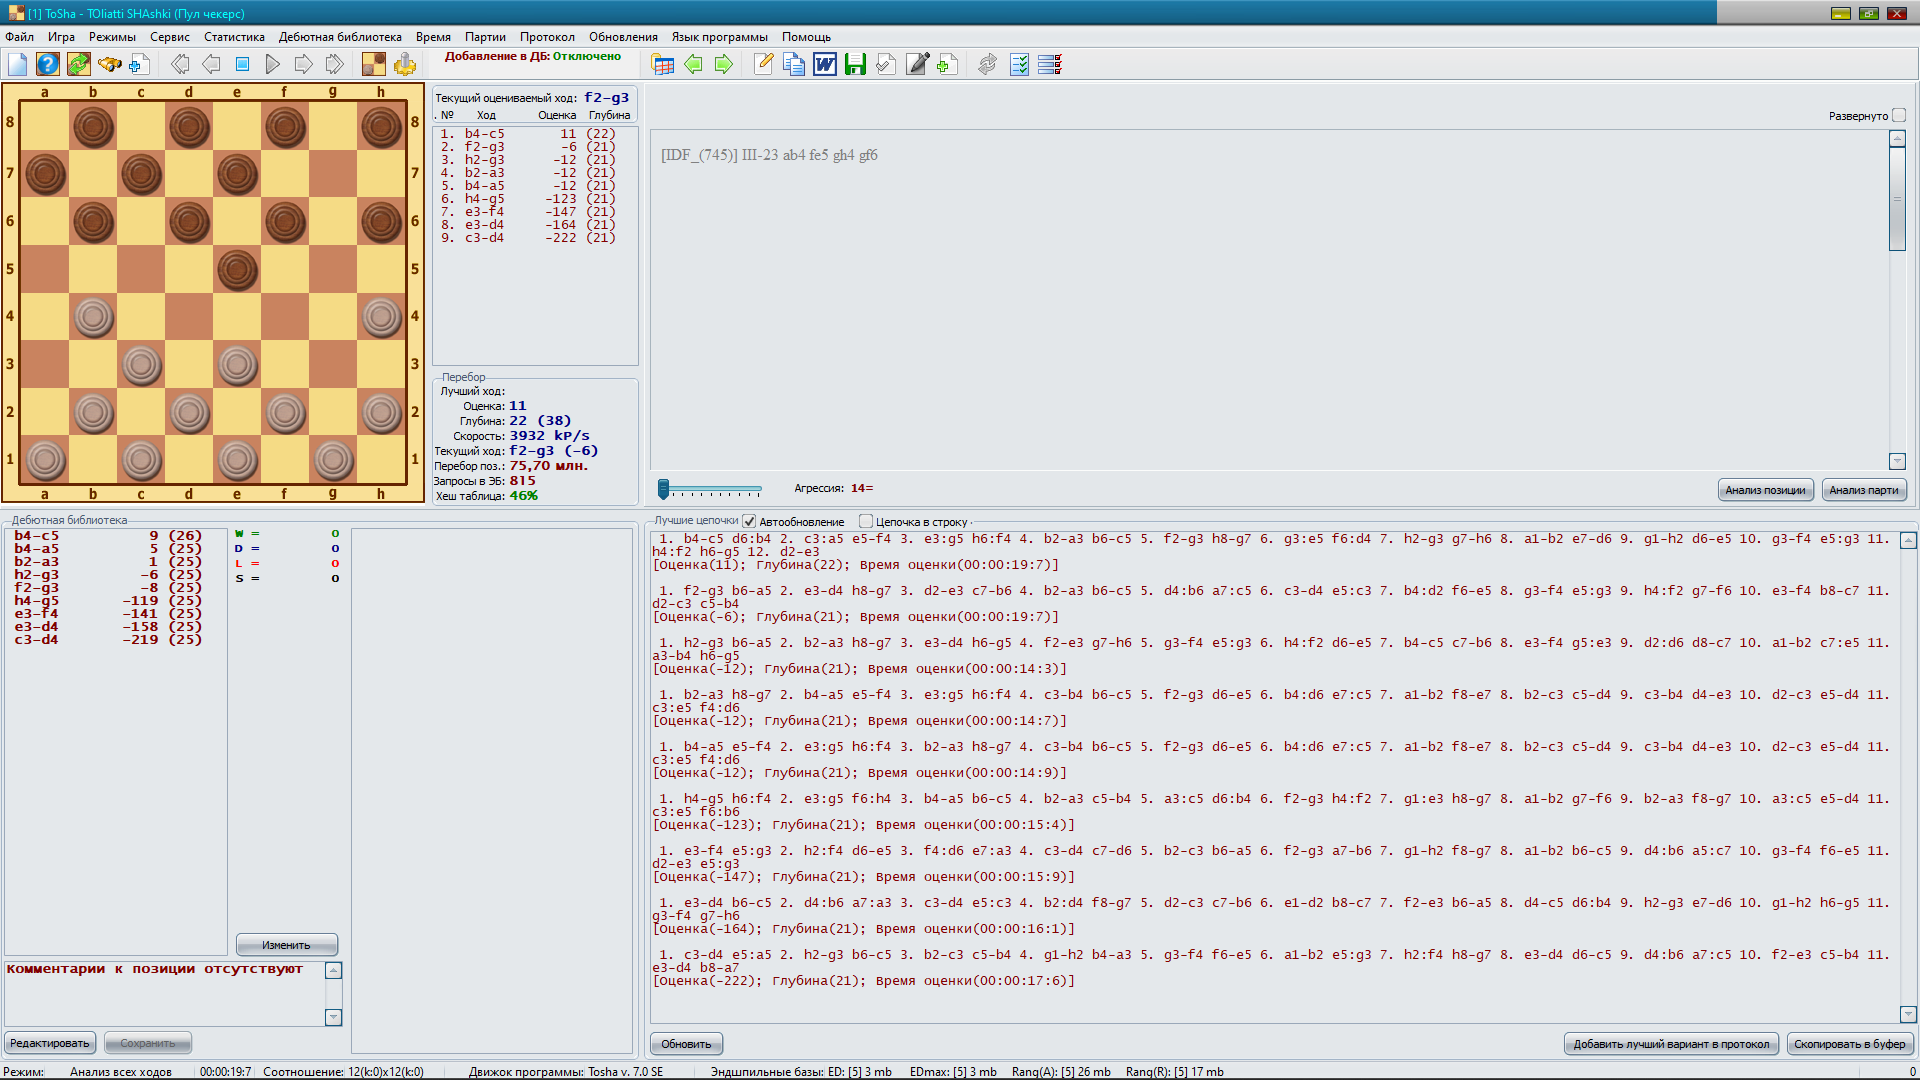 [1] ToSha - TOliatti SHAshki (Пул чекерс)
Файл Игра Режимы Сервис Статистика Дебютная библиотека Время Партии Протокол Обновления Язык программы Помощь
Добавление в ДБ: Отключено
a b c d e f g h
8 8
7 7
6 6
5 5
4 4
3 3
2 2
1 1
a b c d e f g h
Текущий оцениваемый ход: f2-g3
. № Ход Оценка Глубина
1. b4-c5 11 (22)
2. f2-g3 -6 (21)
3. h2-g3 -12 (21)
4. b2-a3 -12 (21)
5. b4-a5 -12 (21)
6. h4-g5 -123 (21)
7. e3-f4 -147 (21)
8. e3-d4 -164 (21)
9. c3-d4 -222 (21)
Перебор
Лучший ход:
Оценка: 11
Глубина: 22 (38)
Скорость: 3932 kP/s
Текущий ход: f2-g3 (-6)
Перебор поз.: 75,70 млн.
Запросы в ЭБ: 815
Хеш таблица: 46%
Развернуто
[IDF_(745)] III-23 ab4 fe5 gh4 gf6
Агрессия: 14=
Анализ позиции Анализ парти
Дебютная библиотека
b4-c5 9 (26)
b4-a5 5 (25)
b2-a3 1 (25)
h2-g3 -6 (25)
f2-g3 -8 (25)
h4-g5 -119 (25)
e3-f4 -141 (25)
e3-d4 -158 (25)
c3-d4 -219 (25)
W = 0
D = 0
L = 0
S = 0
Изменить
Комментарии к позиции отсутствуют
Редактировать Сохранить
Лучшие цепочки Автообновление Цепочка в строку
1. b4-c5 d6:b4 2. c3:a5 e5-f4 3. e3:g5 h6:f4 4. b2-a3 b6-c5 5. f2-g3 h8-g7 6. g3:e5 f6:d4 7. h2-g3 g7-h6 8. a1-b2 e7-d6 9. g1-h2 d6-e5 10. g3-f4 e5:g3 11.
h4:f2 h6-g5 12. d2-e3
[Оценка(11); Глубина(22); Время оценки(00:00:19:7)]
1. f2-g3 b6-a5 2. e3-d4 h8-g7 3. d2-e3 c7-b6 4. b2-a3 b6-c5 5. d4:b6 a7:c5 6. c3-d4 e5:c3 7. b4:d2 f6-e5 8. g3-f4 e5:g3 9. h4:f2 g7-f6 10. e3-f4 b8-c7 11.
d2-c3 c5-b4
[Оценка(-6); Глубина(21); Время оценки(00:00:19:7)]
1. h2-g3 b6-a5 2. b2-a3 h8-g7 3. e3-d4 h6-g5 4. f2-e3 g7-h6 5. g3-f4 e5:g3 6. h4:f2 d6-e5 7. b4-c5 c7-b6 8. e3-f4 g5:e3 9. d2:d6 d8-c7 10. a1-b2 c7:e5 11.
a3-b4 h6-g5
[Оценка(-12); Глубина(21); Время оценки(00:00:14:3)]
1. b2-a3 h8-g7 2. b4-a5 e5-f4 3. e3:g5 h6:f4 4. c3-b4 b6-c5 5. f2-g3 d6-e5 6. b4:d6 e7:c5 7. a1-b2 f8-e7 8. b2-c3 c5-d4 9. c3-b4 d4-e3 10. d2-c3 e5-d4 11.
c3:e5 f4:d6
[Оценка(-12); Глубина(21); Время оценки(00:00:14:7)]
1. b4-a5 e5-f4 2. e3:g5 h6:f4 3. b2-a3 h8-g7 4. c3-b4 b6-c5 5. f2-g3 d6-e5 6. b4:d6 e7:c5 7. a1-b2 f8-e7 8. b2-c3 c5-d4 9. c3-b4 d4-e3 10. d2-c3 e5-d4 11.
c3:e5 f4:d6
[Оценка(-12); Глубина(21); Время оценки(00:00:14:9)]
1. h4-g5 h6:f4 2. e3:g5 f6:h4 3. b4-a5 b6-c5 4. b2-a3 c5-b4 5. a3:c5 d6:b4 6. f2-g3 h4:f2 7. g1:e3 h8-g7 8. a1-b2 g7-f6 9. b2-a3 f8-g7 10. a3:c5 e5-d4 11.
c3:e5 f6:b6
[Оценка(-123); Глубина(21); Время оценки(00:00:15:4)]
1. e3-f4 e5:g3 2. h2:f4 d6-e5 3. f4:d6 e7:a3 4. c3-d4 c7-d6 5. b2-c3 b6-a5 6. f2-g3 a7-b6 7. g1-h2 f8-g7 8. a1-b2 b6-c5 9. d4:b6 a5:c7 10. g3-f4 f6-e5 11.
d2-e3 e5:g3
[Оценка(-147); Глубина(21); Время оценки(00:00:15:9)]
1. e3-d4 b6-c5 2. d4:b6 a7:a3 3. c3-d4 e5:c3 4. b2:d4 f8-g7 5. d2-c3 c7-b6 6. e1-d2 b8-c7 7. f2-e3 b6-a5 8. d4-c5 d6:b4 9. h2-g3 e7-d6 10. g1-h2 h6-g5 11.
g3-f4 g7-h6
[Оценка(-164); Глубина(21); Время оценки(00:00:16:1)]
1. c3-d4 e5:a5 2. h2-g3 b6-c5 3. b2-c3 c5-b4 4. g1-h2 b4-a3 5. g3-f4 f6-e5 6. a1-b2 e5:g3 7. h2:f4 h8-g7 8. e3-d4 d6-c5 9. d4:b6 a7:c5 10. f2-e3 c5-b4 11.
e3-d4 b8-a7
[Оценка(-222); Глубина(21); Время оценки(00:00:17:6)]
Обновить Добавить лучший вариант в протокол Скопировать в буфер
Режим: Анализ всех ходов 00:00:19:7 Соотношение: 12(k:0)x12(k:0) Движок программы: Tosha v. 7.0 SE Эндшпильные базы: ED: [5] 3 mb EDmax: [5] 3 mb Rang(A): [5] 26 mb Rang(R): [5] 17 mb 0